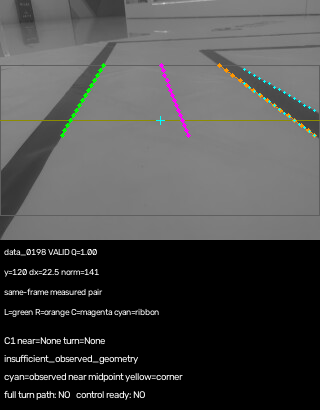 data_0198 VALID Q=1.00
y=120 dx=22.5 norm=141
same-frame measured pair
L=green R=orange C=magenta cyan=ribbon
C1 near=None turn=None
insufficient_observed_geometry
cyan=observed near midpoint yellow=corner
full turn path: NO control ready: NO